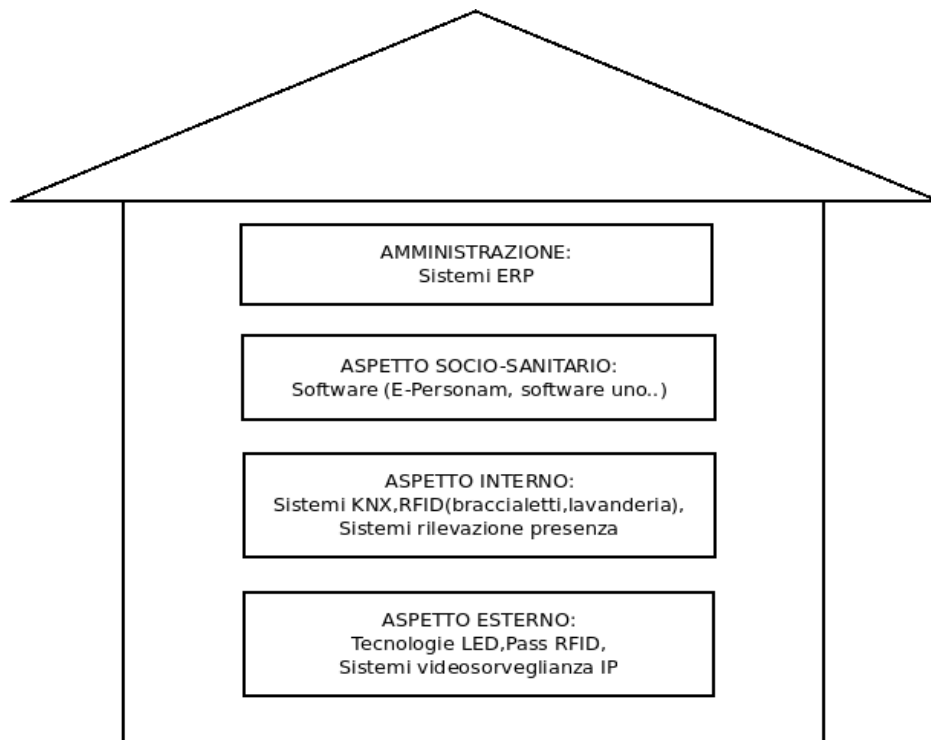 AMMINISTRAZIONE:
Sistemi ERP
ASPETTO SOCIO-SANITARIO:
Software (E-Personam, software uno..)
ASPETTO INTERNO:
Sistemi KNX,RFID(braccialetti,lavanderia),
Sistemi rilevazione presenza
ASPETTO ESTERNO:
Tecnologie LED,Pass RFID,
Sistemi videosorveglianza IP